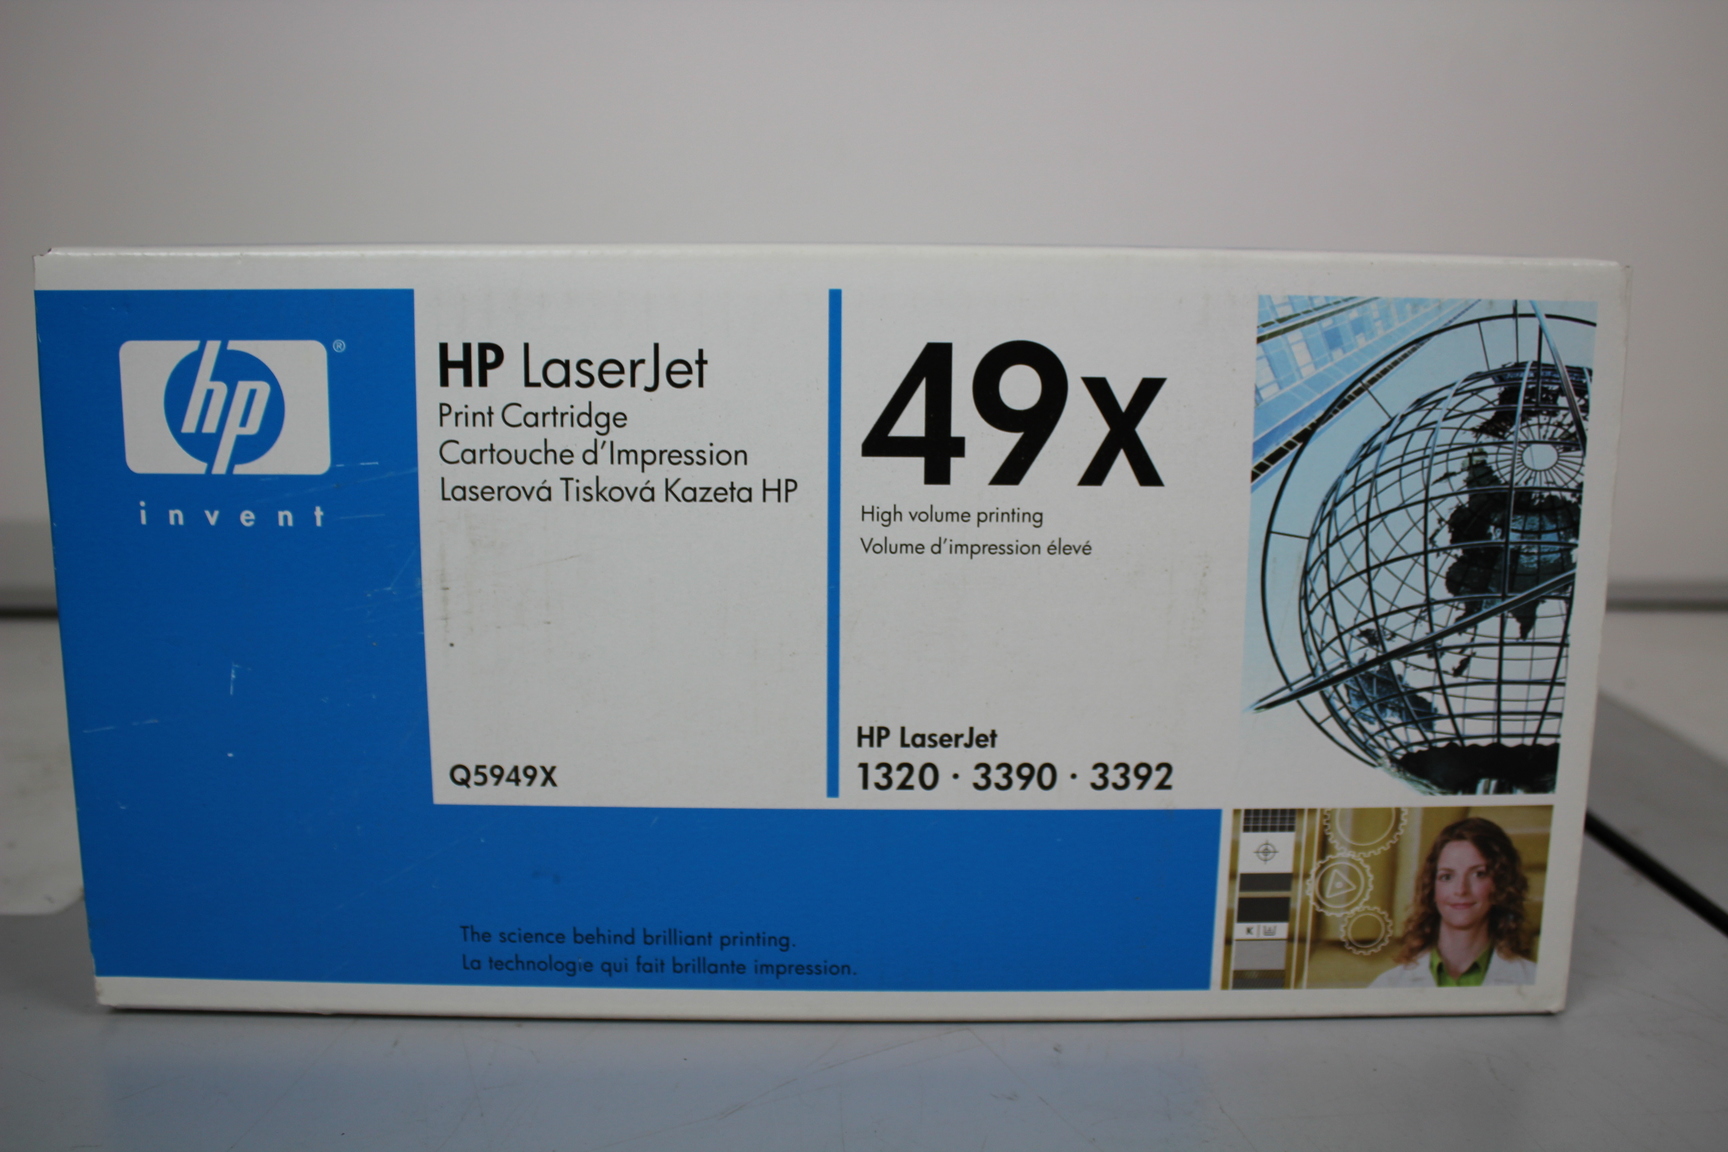 hp®
invent
HP LaserJet
Print Cartridge
Cartouche d'Impression
Laserová Tisková Kazeta HP
Q5949X
49X
High volume printing
Volume d'impression élevé
HP LaserJet
1320 · 3390 · 3392
The science behind brilliant printing.
La technologie qui fait brillante impression.
K